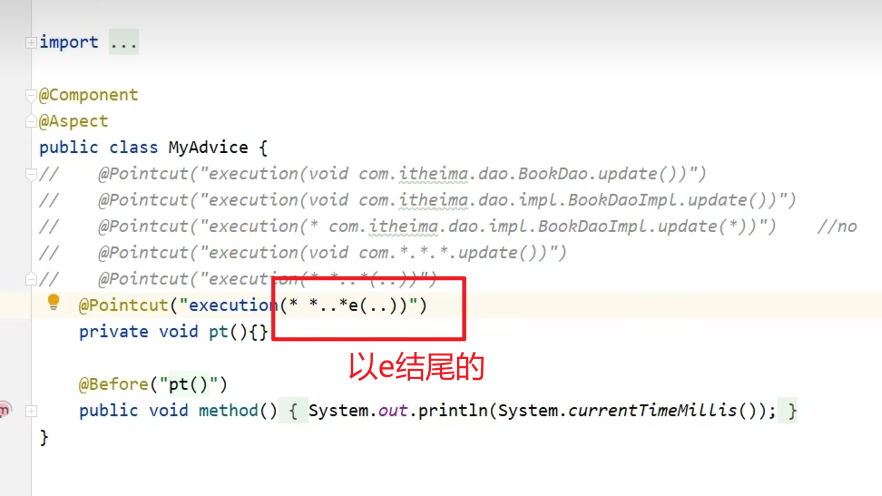 import ...
@Component
@Aspect
public class MyAdvice {
//    @Pointcut("execution(void com.itheima.dao.BookDao.update())")
//    @Pointcut("execution(void com.itheima.dao.impl.BookDaoImpl.update())")
//    @Pointcut("execution(* com.itheima.dao.impl.BookDaoImpl.update(*))")    //no
//    @Pointcut("execution(void com.*.*.*.update())")
//    @Pointcut("execution(* *..*(..))")
@Pointcut("execution(* *..*e(..))")
private void pt(){}
以e结尾的
@Before("pt()")
public void method() { System.out.println(System.currentTimeMillis()); }
}